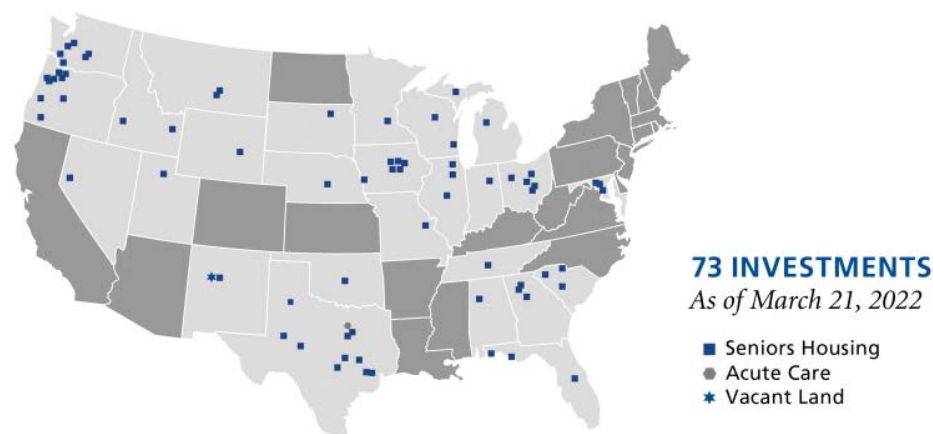 73 INVESTMENTS
As of March 21, 2022
Seniors Housing
Acute Care
Vacant Land